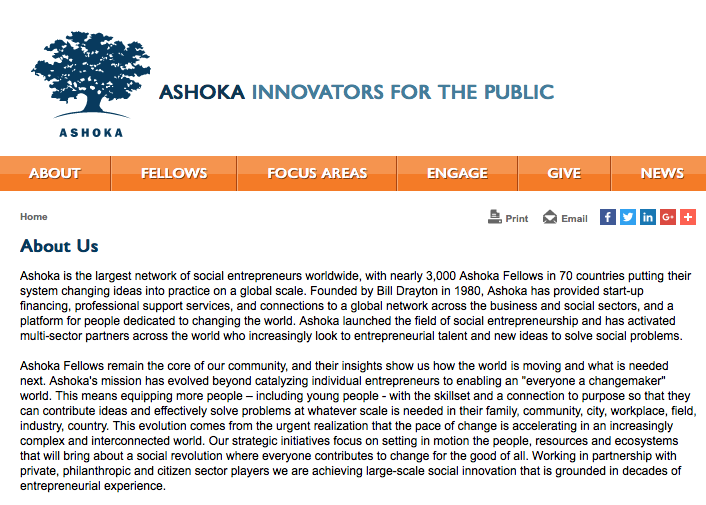 ASHOKA INNOVATORS FOR THE PUBLIC
ASHOKA
ABOUT FELLOWS FOCUS AREAS ENGAGE GIVE NEWS
Home Print Email f in G+ +
About Us
Ashoka is the largest network of social entrepreneurs worldwide, with nearly 3,000 Ashoka Fellows in 70 countries putting their
system changing ideas into practice on a global scale. Founded by Bill Drayton in 1980, Ashoka has provided start-up
financing, professional support services, and connections to a global network across the business and social sectors, and a
platform for people dedicated to changing the world. Ashoka launched the field of social entrepreneurship and has activated
multi-sector partners across the world who increasingly look to entrepreneurial talent and new ideas to solve social problems.
Ashoka Fellows remain the core of our community, and their insights show us how the world is moving and what is needed
next. Ashoka's mission has evolved beyond catalyzing individual entrepreneurs to enabling an "everyone a changemaker"
world. This means equipping more people – including young people - with the skillset and a connection to purpose so that they
can contribute ideas and effectively solve problems at whatever scale is needed in their family, community, city, workplace, field,
industry, country. This evolution comes from the urgent realization that the pace of change is accelerating in an increasingly
complex and interconnected world. Our strategic initiatives focus on setting in motion the people, resources and ecosystems
that will bring about a social revolution where everyone contributes to change for the good of all. Working in partnership with
private, philanthropic and citizen sector players we are achieving large-scale social innovation that is grounded in decades of
entrepreneurial experience.